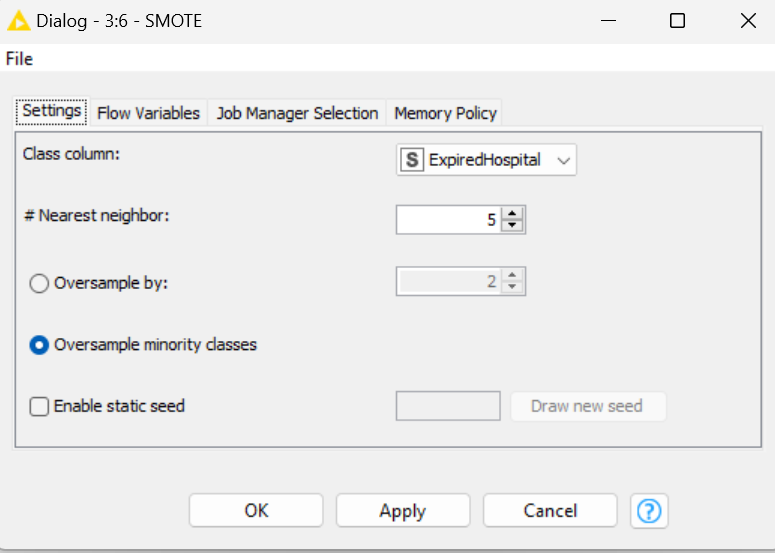 Dialog - 3:6 - SMOTE
File
Settings Flow Variables Job Manager Selection Memory Policy
Class column: S ExpiredHospital
# Nearest neighbor: 5
Oversample by: 2
Oversample minority classes
Enable static seed Draw new seed
OK Apply Cancel ?